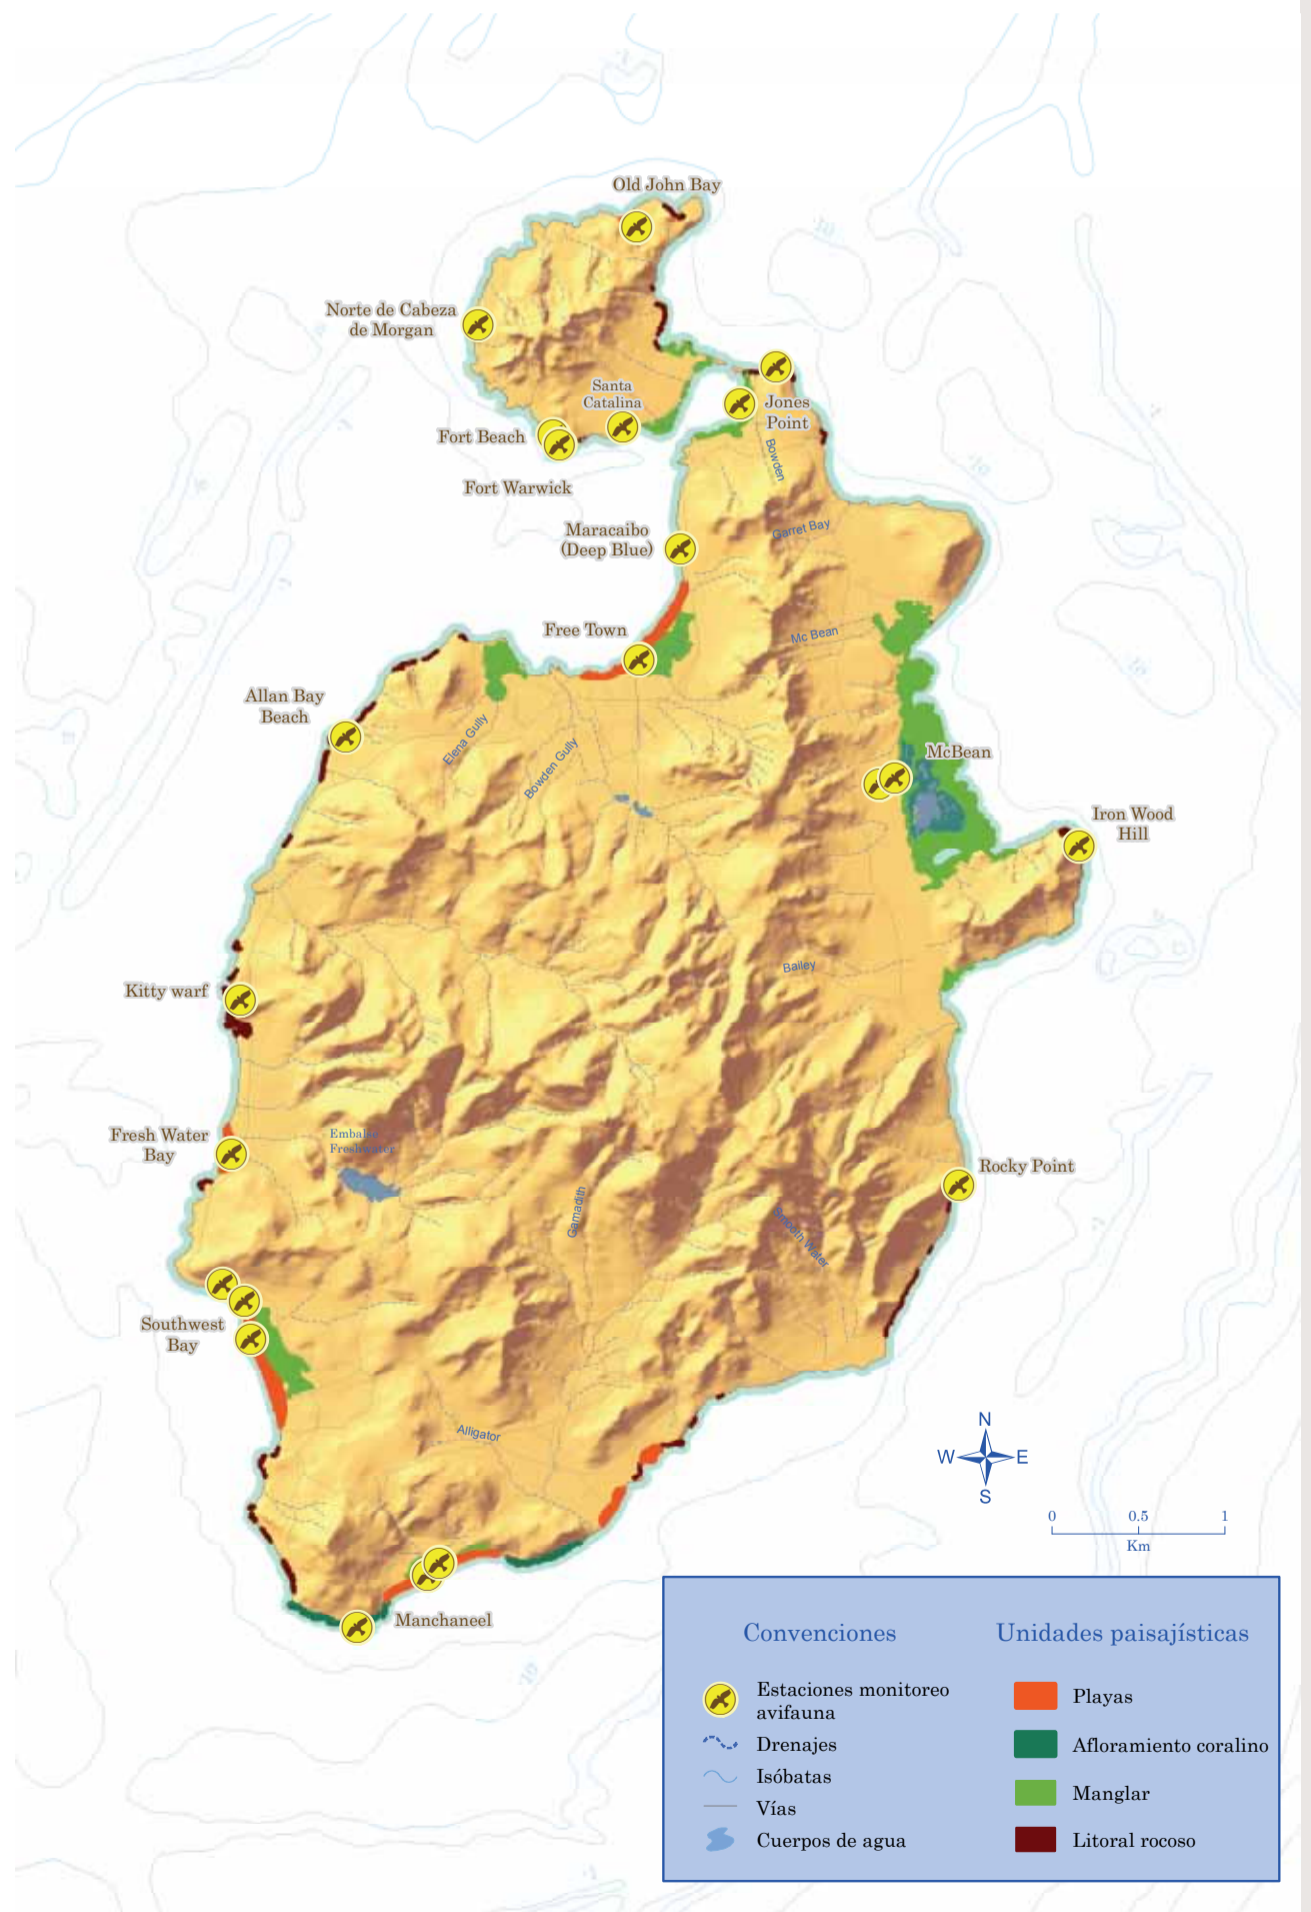 Old John Bay
Norte de Cabeza
de Morgan
Santa
Catalina
Jones
Point
Fort Beach
Bowden
Fort Warwick
Maracaibo
(Deep Blue)
Garret Bay
Free Town
Mc Bean
Allan Bay
Beach
Elena Gully
Bowden Gully
McBean
Iron Wood
Hill
Bailey
Kitty warf
Fresh Water
Bay
Freshwater
Rocky Point
Gamadith
Smooth Water
Southwest
Bay
Alligator
N
W
E
S
0
0.5
1
Km
Manchaneel
Convenciones
Estaciones monitoreo
avifauna
Drenajes
Isóbatas
Vías
Cuerpos de agua
Unidades paisajísticas
Playas
Afloramiento coralino
Manglar
Litoral rocoso